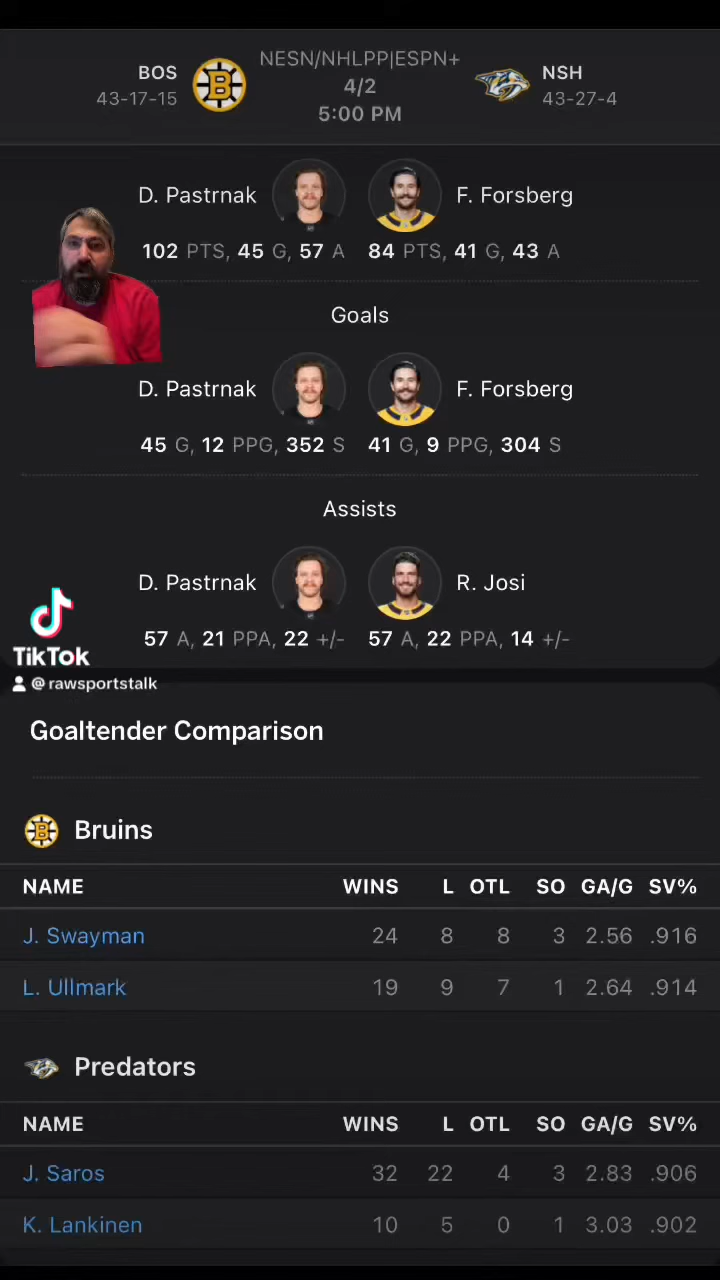 NESN/NHLPP|ESPN+
BOS
43-17-15
B
4/2
5:00 PM
NSH
43-27-4
D. Pastrnak
F. Forsberg
102 PTS, 45 G, 57 A
84 PTS, 41 G, 43 A
Goals
D. Pastrnak
F. Forsberg
45 G, 12 PPG, 352 S
41 G, 9 PPG, 304 S
Assists
D. Pastrnak
R. Josi
57 A, 21 PPA, 22 +/-
57 A, 22 PPA, 14 +/-
TikTok
@rawsportstalk
Goaltender Comparison
B
Bruins
NAME WINS L OTL SO GA/G SV%
J. Swayman 24 8 8 3 2.56 .916
L. Ullmark 19 9 7 1 2.64 .914
Predators
NAME WINS L OTL SO GA/G SV%
J. Saros 32 22 4 3 2.83 .906
K. Lankinen 10 5 0 1 3.03 .902